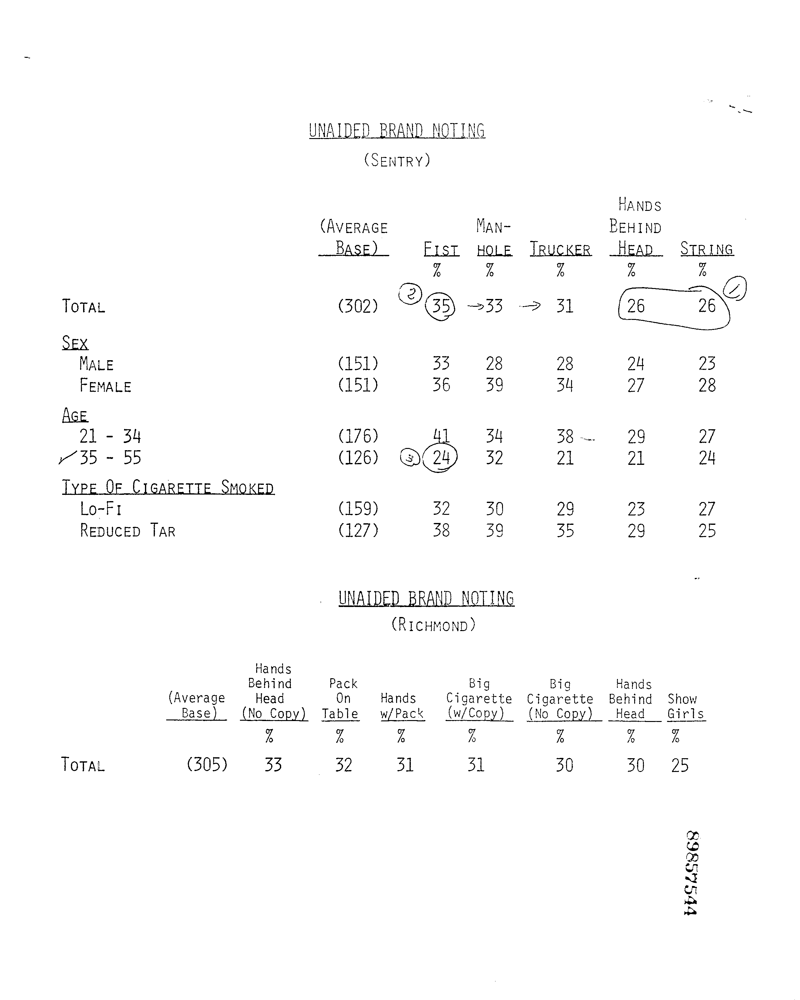 UNAIDED BRAND NOTING
(SENTRY)
HANDS
(AVERAGE MAN- BEHIND
BASE) FIST HOLE TRUCKER HEAD STRING
% % % % %
TOTAL (302) 2 35 → 33 → 31 26 26 1
SEX
MALE (151) 33 28 28 24 23
FEMALE (151) 36 39 34 27 28
AGE
21 - 34 (176) 41 34 38 29 27
✓ 35 - 55 (126) 3 24 32 21 21 24
TYPE OF CIGARETTE SMOKED
LO-FI (159) 32 30 29 23 27
REDUCED TAR (127) 38 39 35 29 25
UNAIDED BRAND NOTING
(RICHMOND)
Hands
Behind Pack Big Big Hands
(Average Head On Hands Cigarette Cigarette Behind Show
Base) (No Copy) Table w/Pack (w/Copy) (No Copy) Head Girls
% % % % % % %
TOTAL (305) 33 32 31 31 30 30 25
89857544